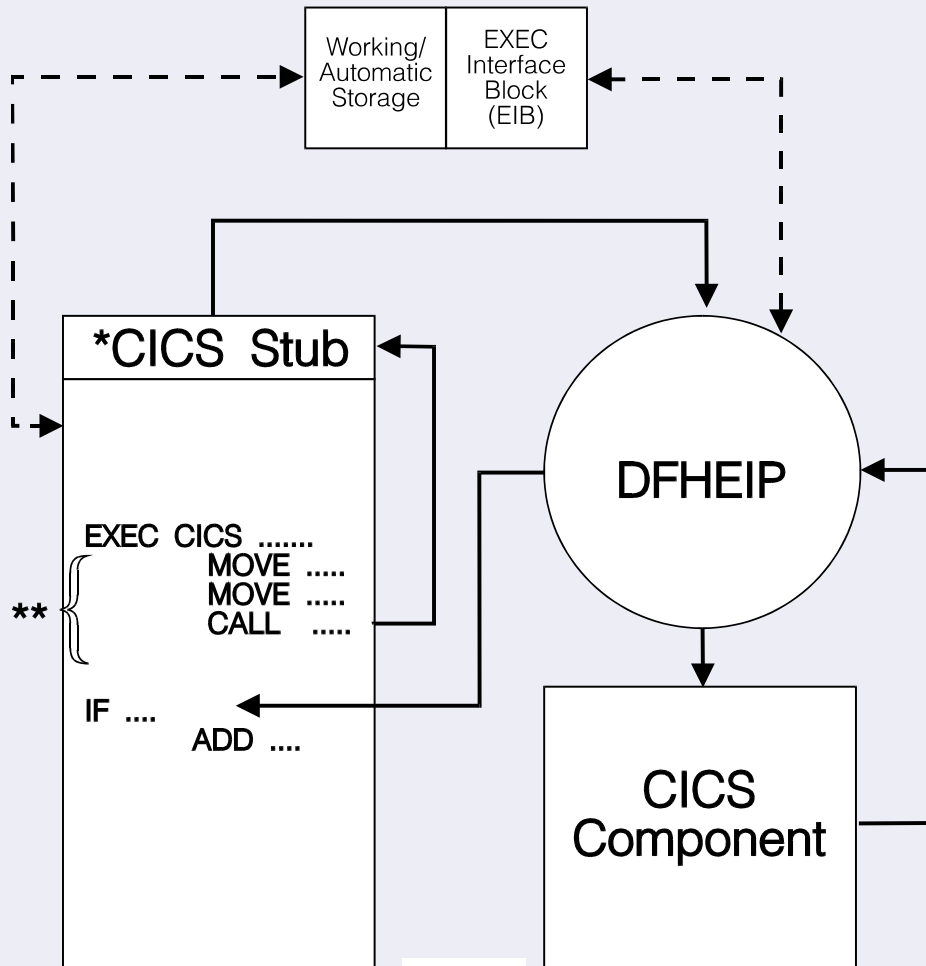 Working/
Automatic
Storage
EXEC
Interface
Block
(EIB)
*CICS Stub
DFHEIP
EXEC CICS .......
MOVE .....
MOVE .....
CALL .....
**
IF ....
ADD ....
CICS
Component